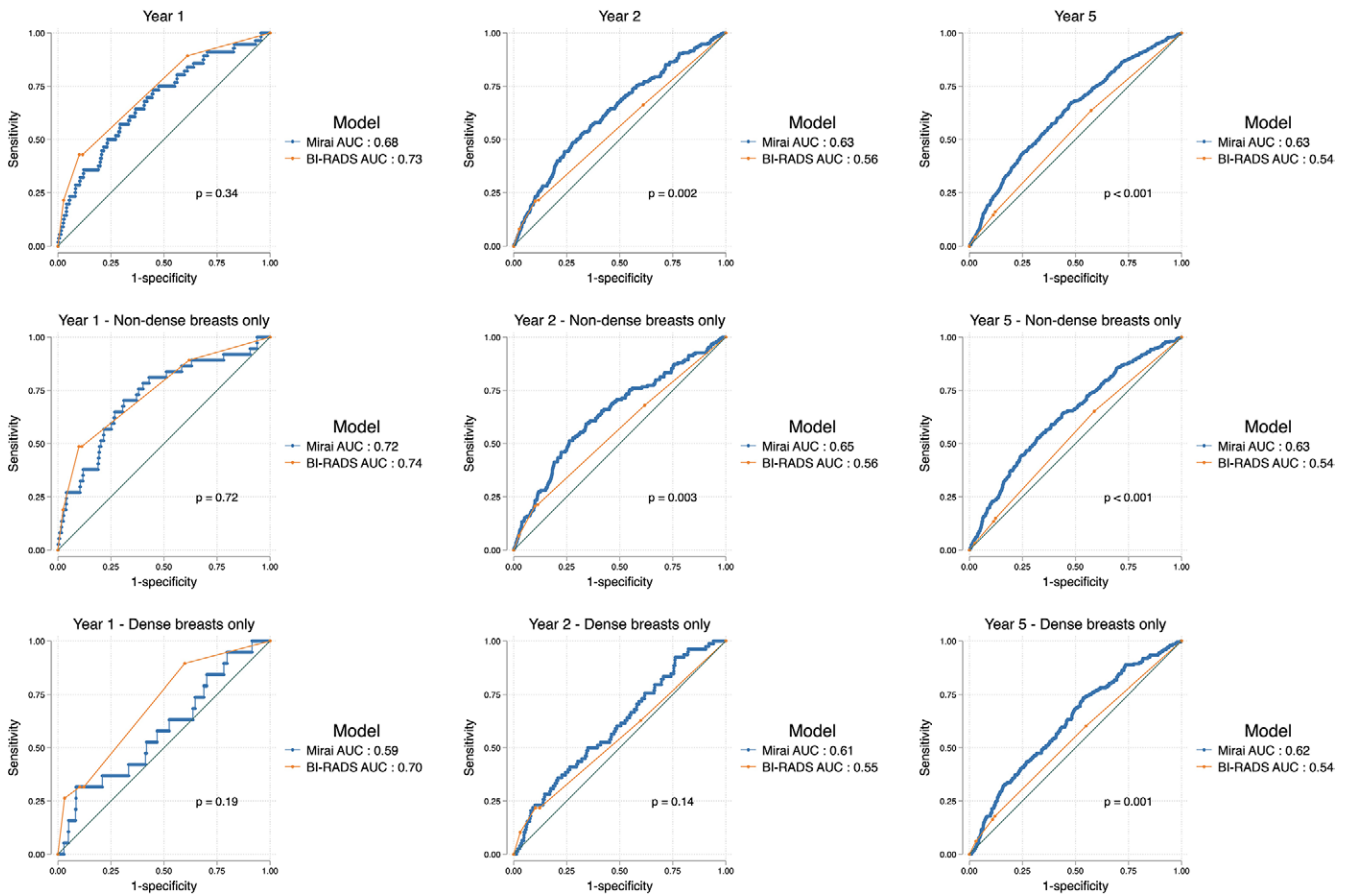 Year 1
1.00
0.75
0.50
0.25
0.00
Sensitivity
0.00 0.25 0.50 0.75 1.00
1-specificity
p = 0.34
Model
Mirai AUC : 0.68
BI-RADS AUC : 0.73
Year 2
1.00
0.75
0.50
0.25
0.00
Sensitivity
0.00 0.25 0.50 0.75 1.00
1-specificity
p = 0.002
Model
Mirai AUC : 0.63
BI-RADS AUC : 0.56
Year 5
1.00
0.75
0.50
0.25
0.00
Sensitivity
0.00 0.25 0.50 0.75 1.00
1-specificity
p < 0.001
Model
Mirai AUC : 0.63
BI-RADS AUC : 0.54
Year 1 - Non-dense breasts only
1.00
0.75
0.50
0.25
0.00
Sensitivity
0.00 0.25 0.50 0.75 1.00
1-specificity
p = 0.72
Model
Mirai AUC : 0.72
BI-RADS AUC : 0.74
Year 2 - Non-dense breasts only
1.00
0.75
0.50
0.25
0.00
Sensitivity
0.00 0.25 0.50 0.75 1.00
1-specificity
p = 0.003
Model
Mirai AUC : 0.65
BI-RADS AUC : 0.56
Year 5 - Non-dense breasts only
1.00
0.75
0.50
0.25
0.00
Sensitivity
0.00 0.25 0.50 0.75 1.00
1-specificity
p < 0.001
Model
Mirai AUC : 0.63
BI-RADS AUC : 0.54
Year 1 - Dense breasts only
1.00
0.75
0.50
0.25
0.00
Sensitivity
0.00 0.25 0.50 0.75 1.00
1-specificity
p = 0.19
Model
Mirai AUC : 0.59
BI-RADS AUC : 0.70
Year 2 - Dense breasts only
1.00
0.75
0.50
0.25
0.00
Sensitivity
0.00 0.25 0.50 0.75 1.00
1-specificity
p = 0.14
Model
Mirai AUC : 0.61
BI-RADS AUC : 0.55
Year 5 - Dense breasts only
1.00
0.75
0.50
0.25
0.00
Sensitivity
0.00 0.25 0.50 0.75 1.00
1-specificity
p = 0.001
Model
Mirai AUC : 0.62
BI-RADS AUC : 0.54